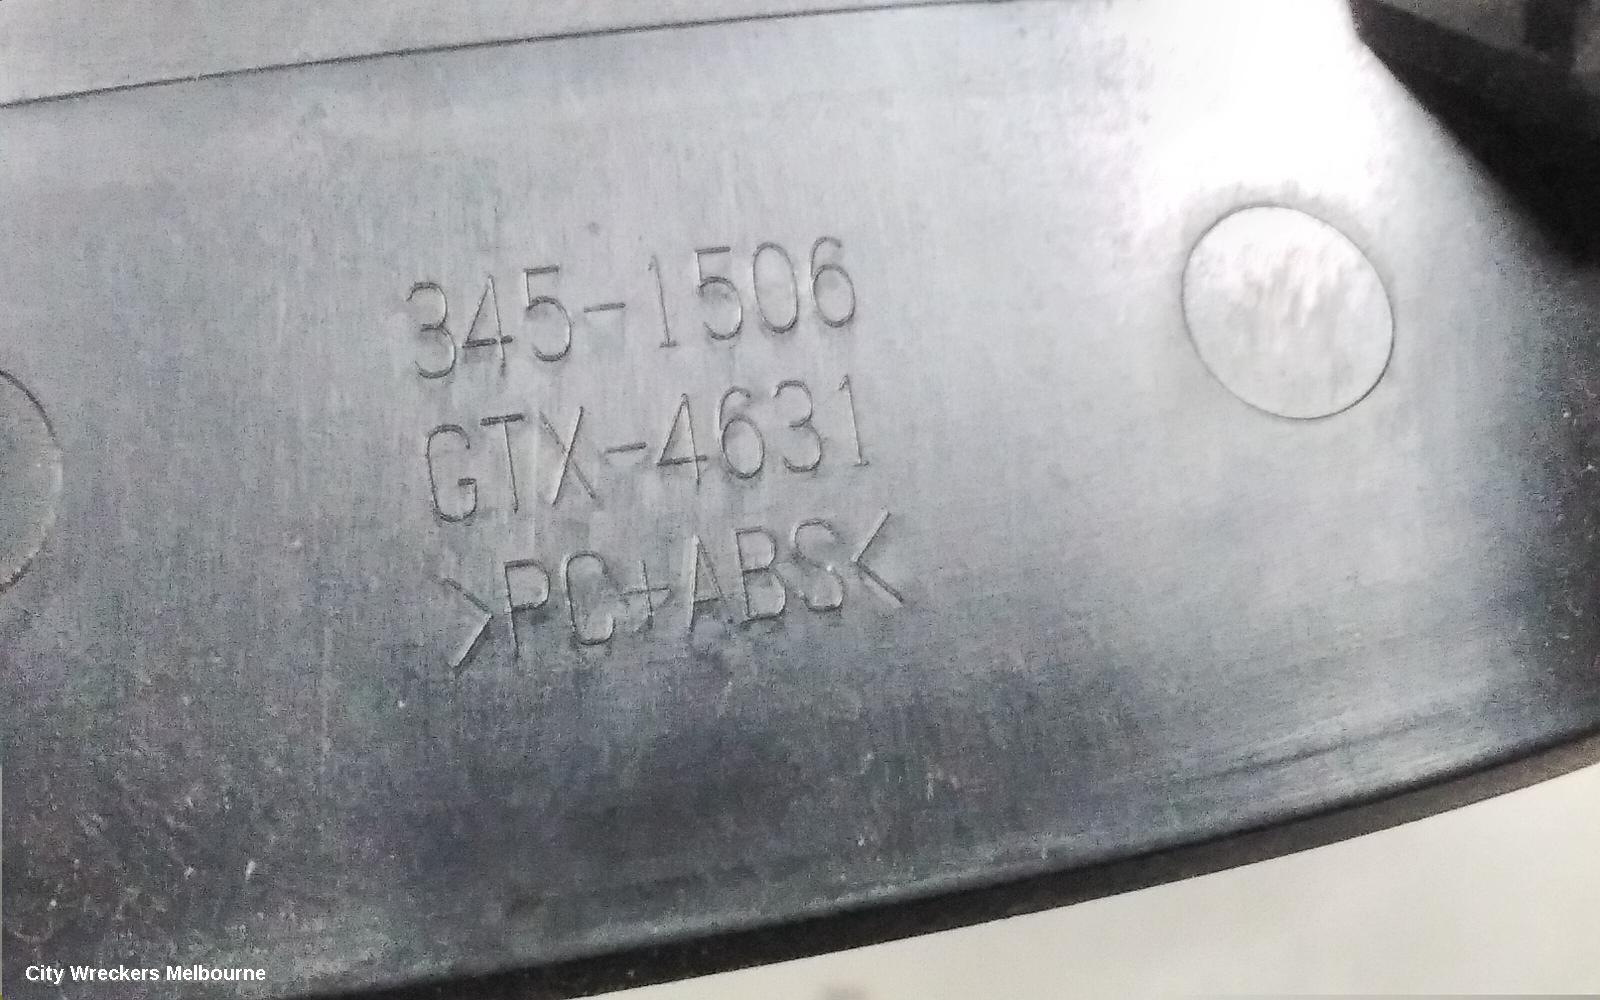 345-1506
GTX-4631
>PC+ABS<
City Wreckers Melbourne